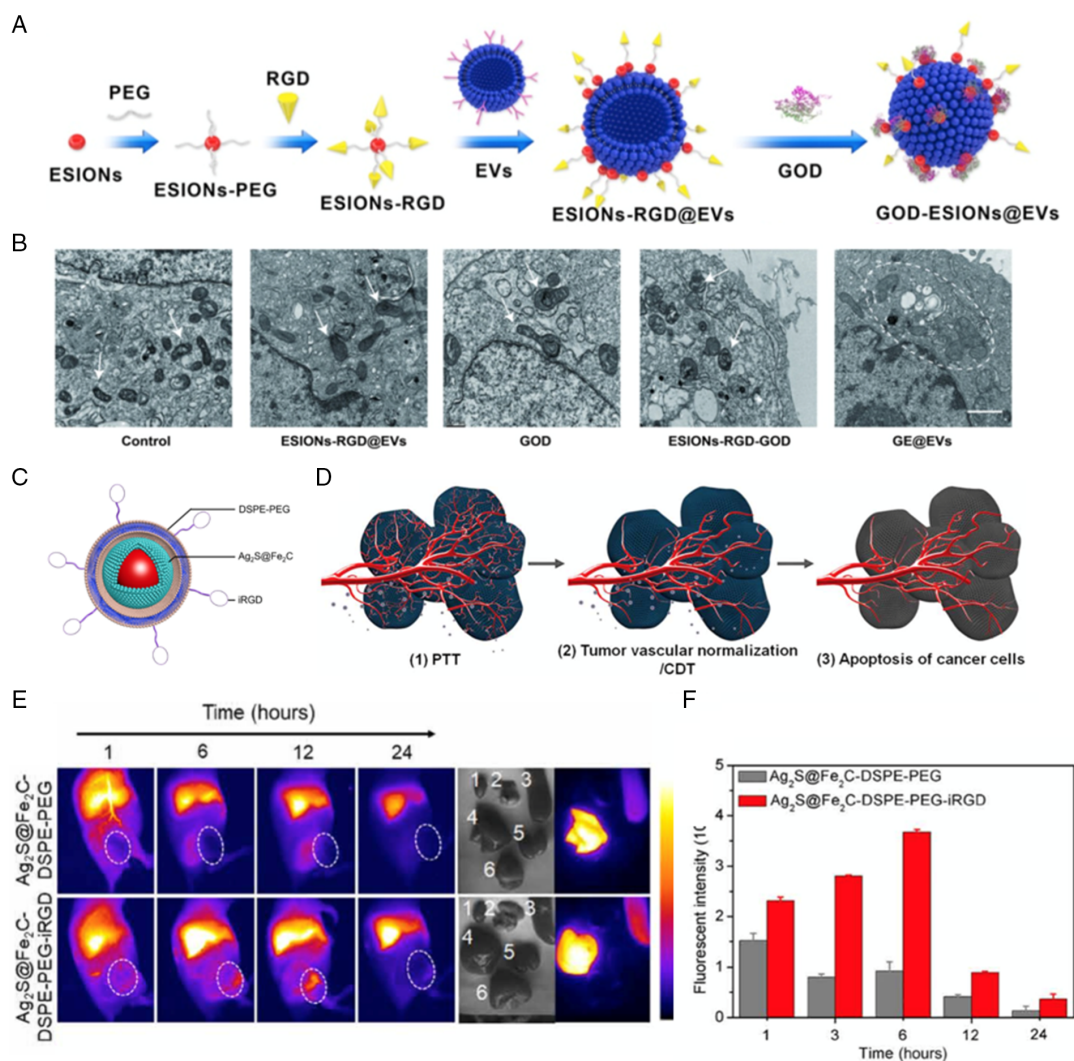 A
PEG
RGD
ESIONs
ESIONs-PEG
ESIONs-RGD
EVs
ESIONs-RGD@EVs
GOD
GOD-ESIONs@EVs
B
Control
ESIONs-RGD@EVs
GOD
ESIONs-RGD-GOD
GE@EVs
C
DSPE-PEG
Ag₂S@Fe₂C
iRGD
D
(1) PTT
(2) Tumor vascular normalization
/CDT
(3) Apoptosis of cancer cells
E
Time (hours)
1 6 12 24
Ag₂S@Fe₂C-
DSPE-PEG
1 2 3
4 5
6
Ag₂S@Fe₂C-
DSPE-PEG-iRGD
1 2 3
4 5
6
F
Fluorescent intensity (1(
5
4
3
2
1
0
Ag₂S@Fe₂C-DSPE-PEG
Ag₂S@Fe₂C-DSPE-PEG-iRGD
1 3 6 12 24
Time (hours)